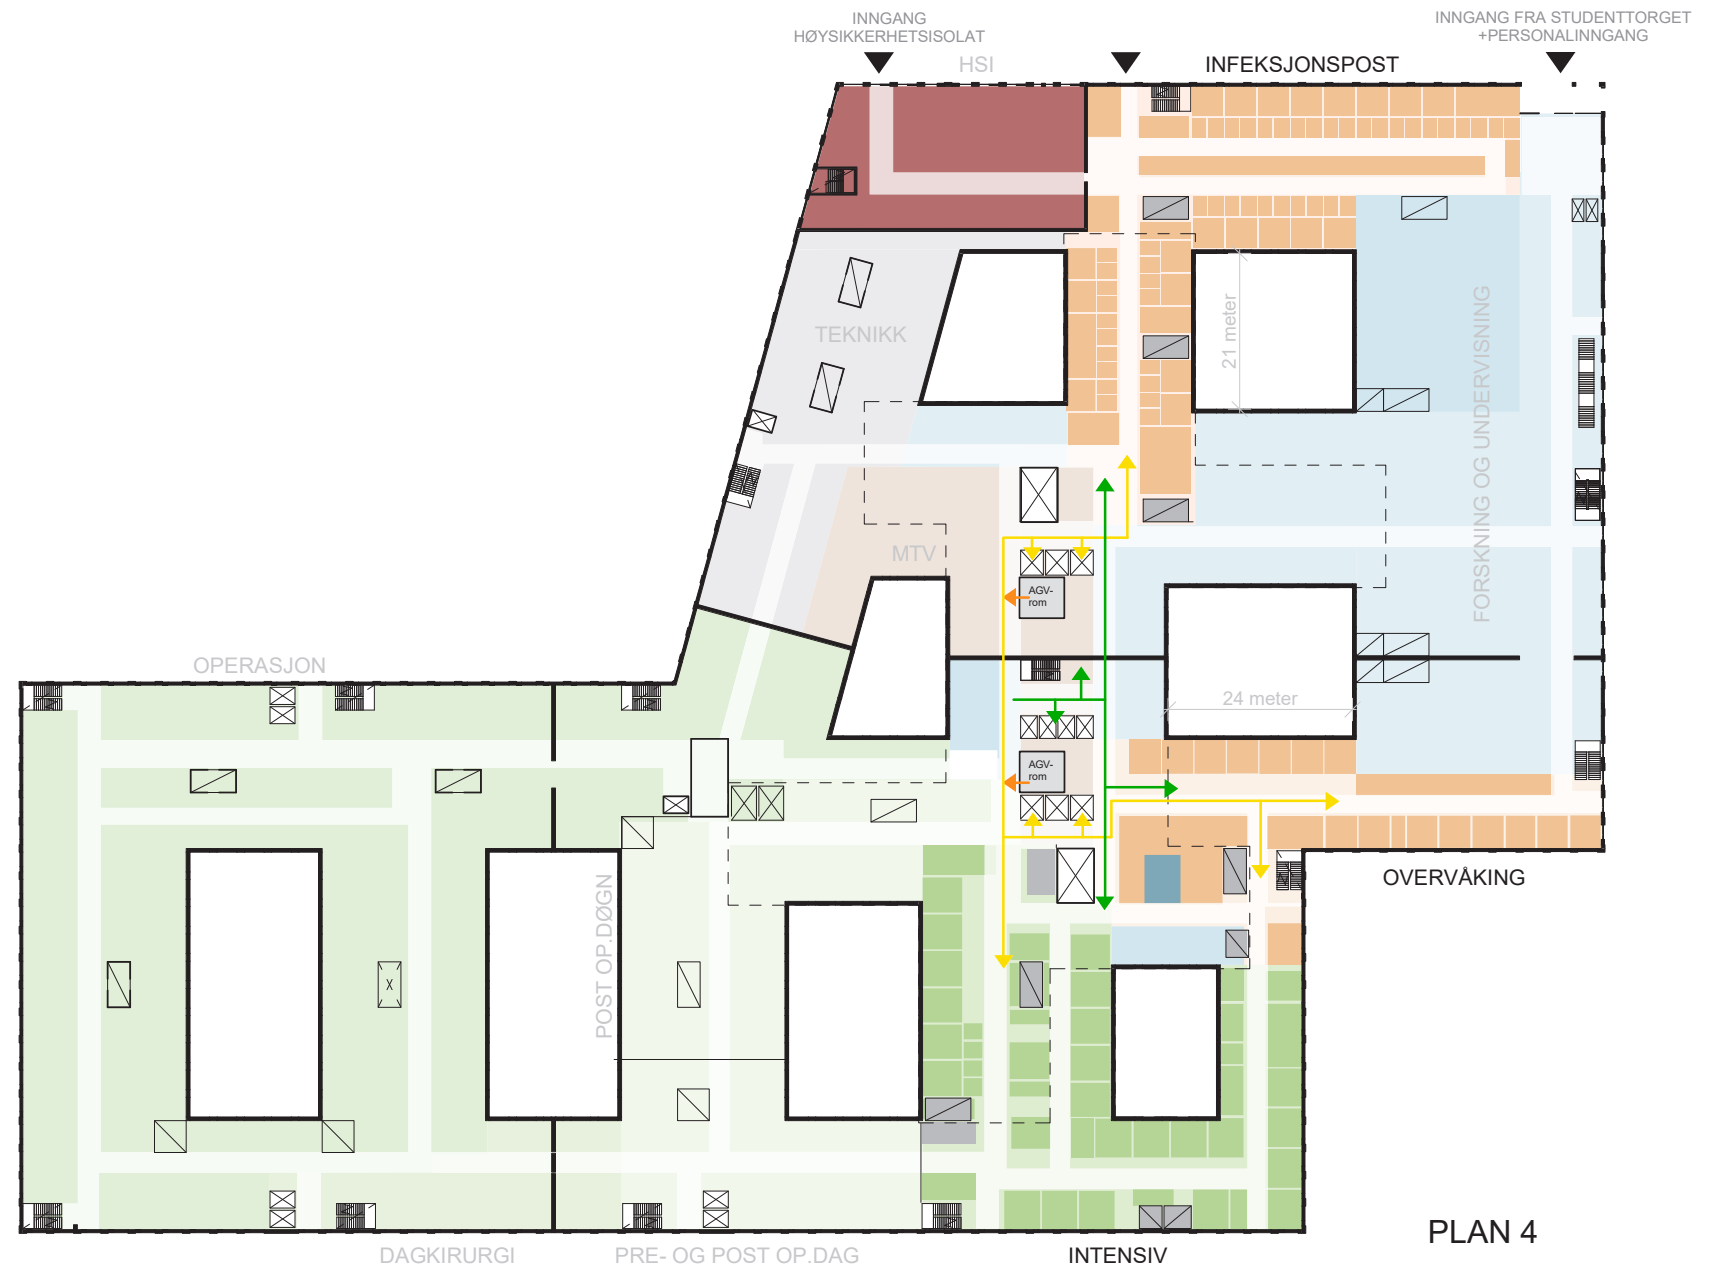 INNGANG
HØYSIKKERHETSISOLAT
INNGANG FRA STUDENTTORGET
+PERSONALINNGANG
HSI
INFEKSJONSPOST
TEKNIKK
21 meter
FORSKNING OG UNDERVISNING
MTV
AGV-
rom
OPERASJON
24 meter
AGV-
rom
POST OP.DØGN
OVERVÅKING
PLAN 4
DAGKIRURGI
PRE- OG POST OP.DAG
INTENSIV